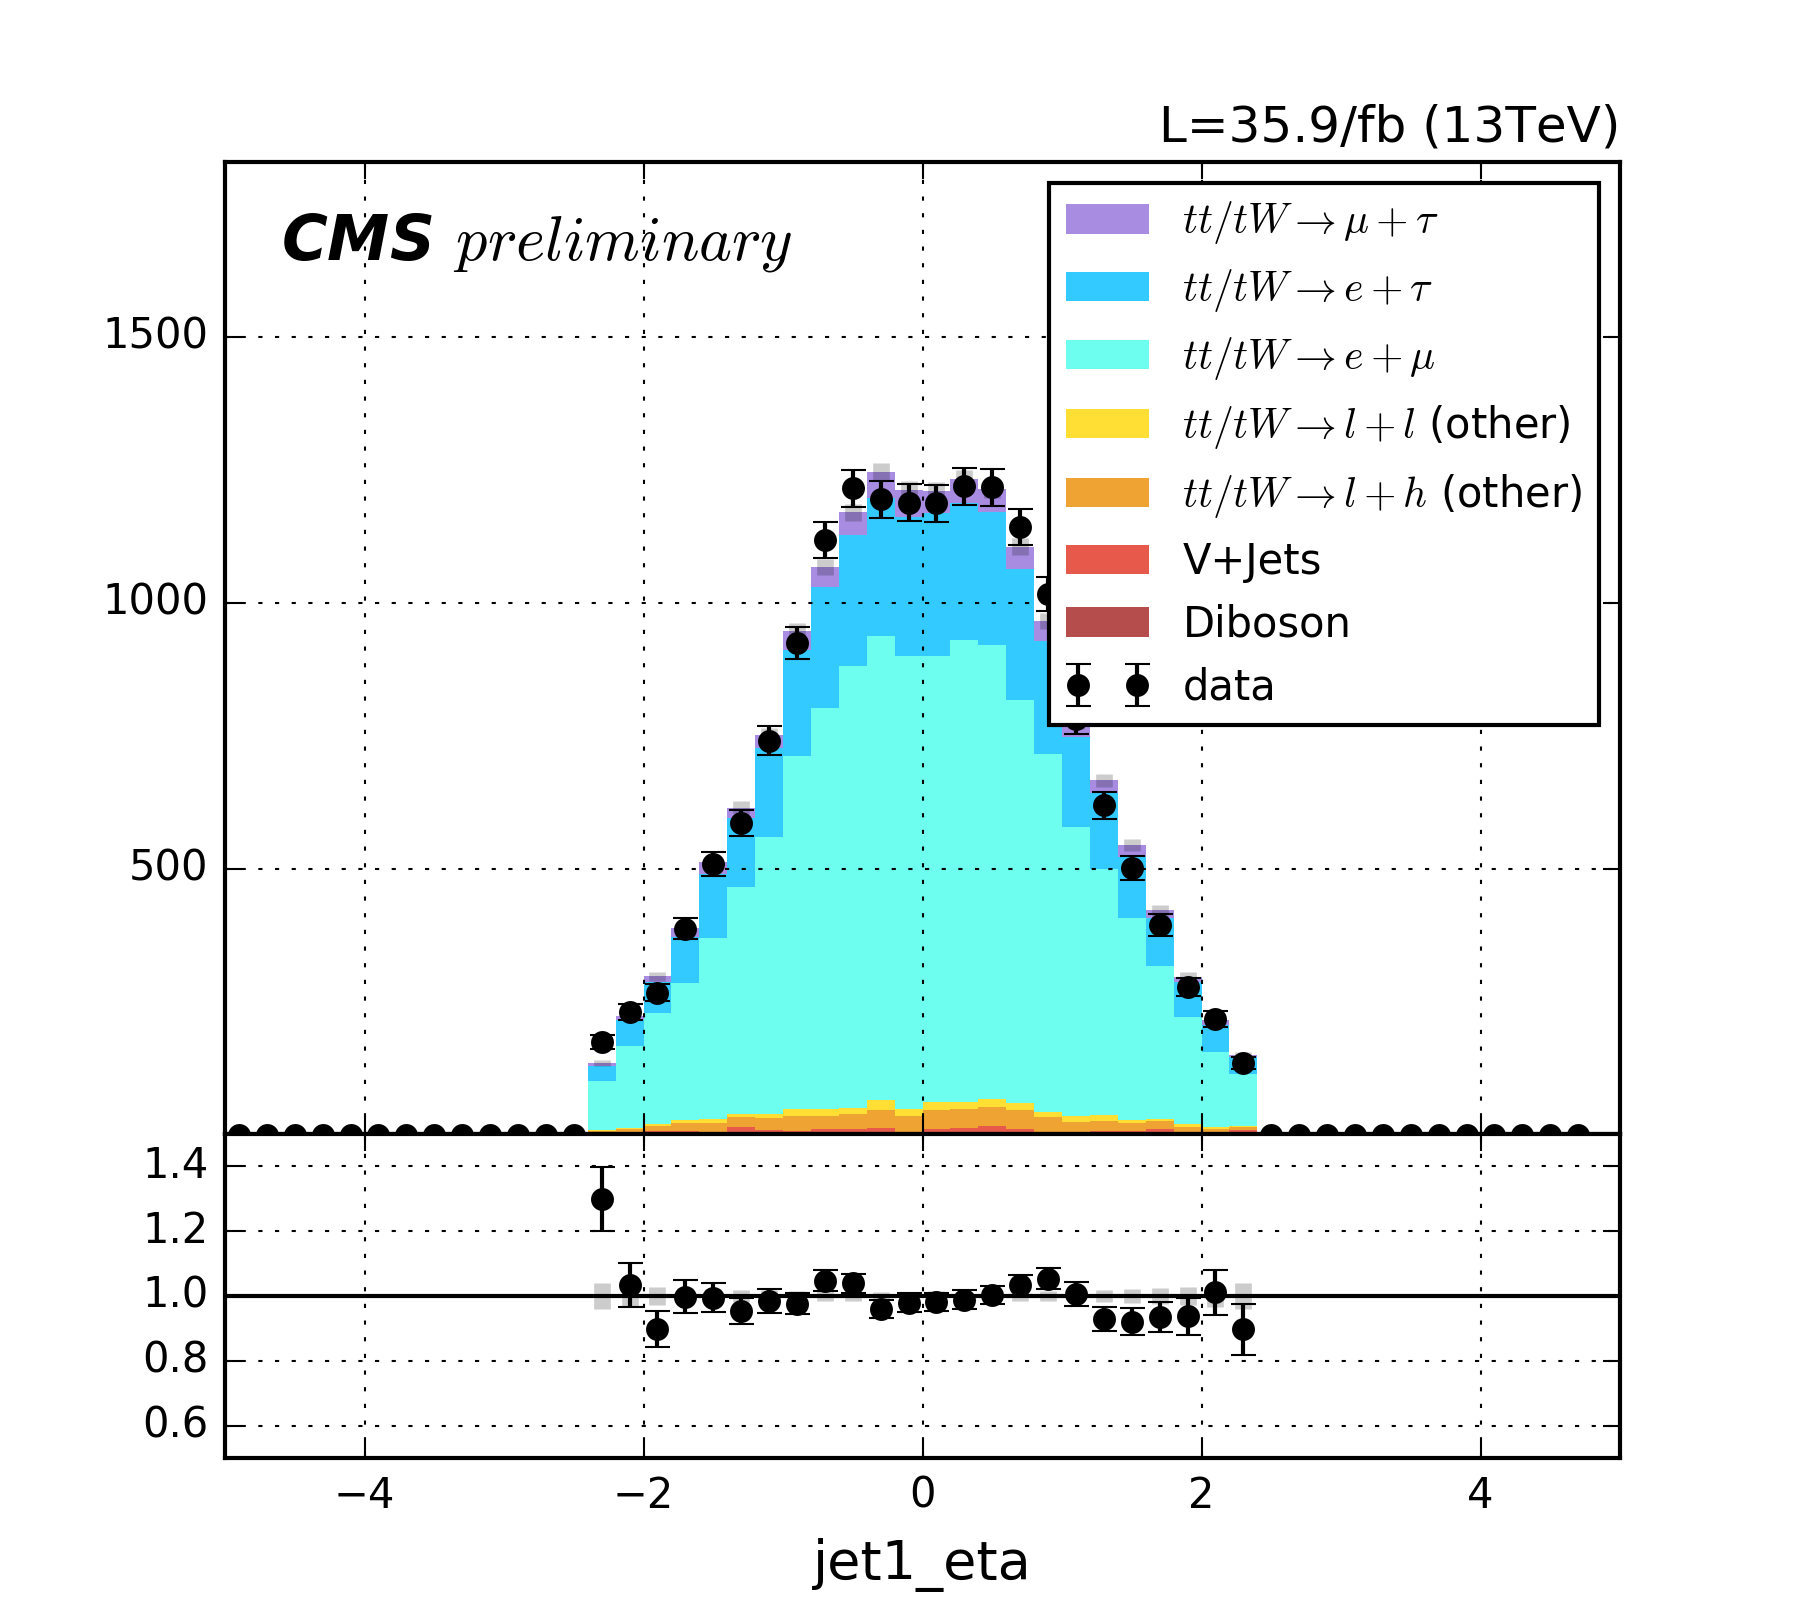 L=35.9/fb (13TeV)
CMS preliminary
tt/tW→μ+τ
tt/tW→e+τ
tt/tW→e+μ
tt/tW→l+l (other)
tt/tW→l+h (other)
V+Jets
Diboson
data
1500
1000
500
1.4
1.2
1.0
0.8
0.6
−4 −2 0 2 4
jet1_eta